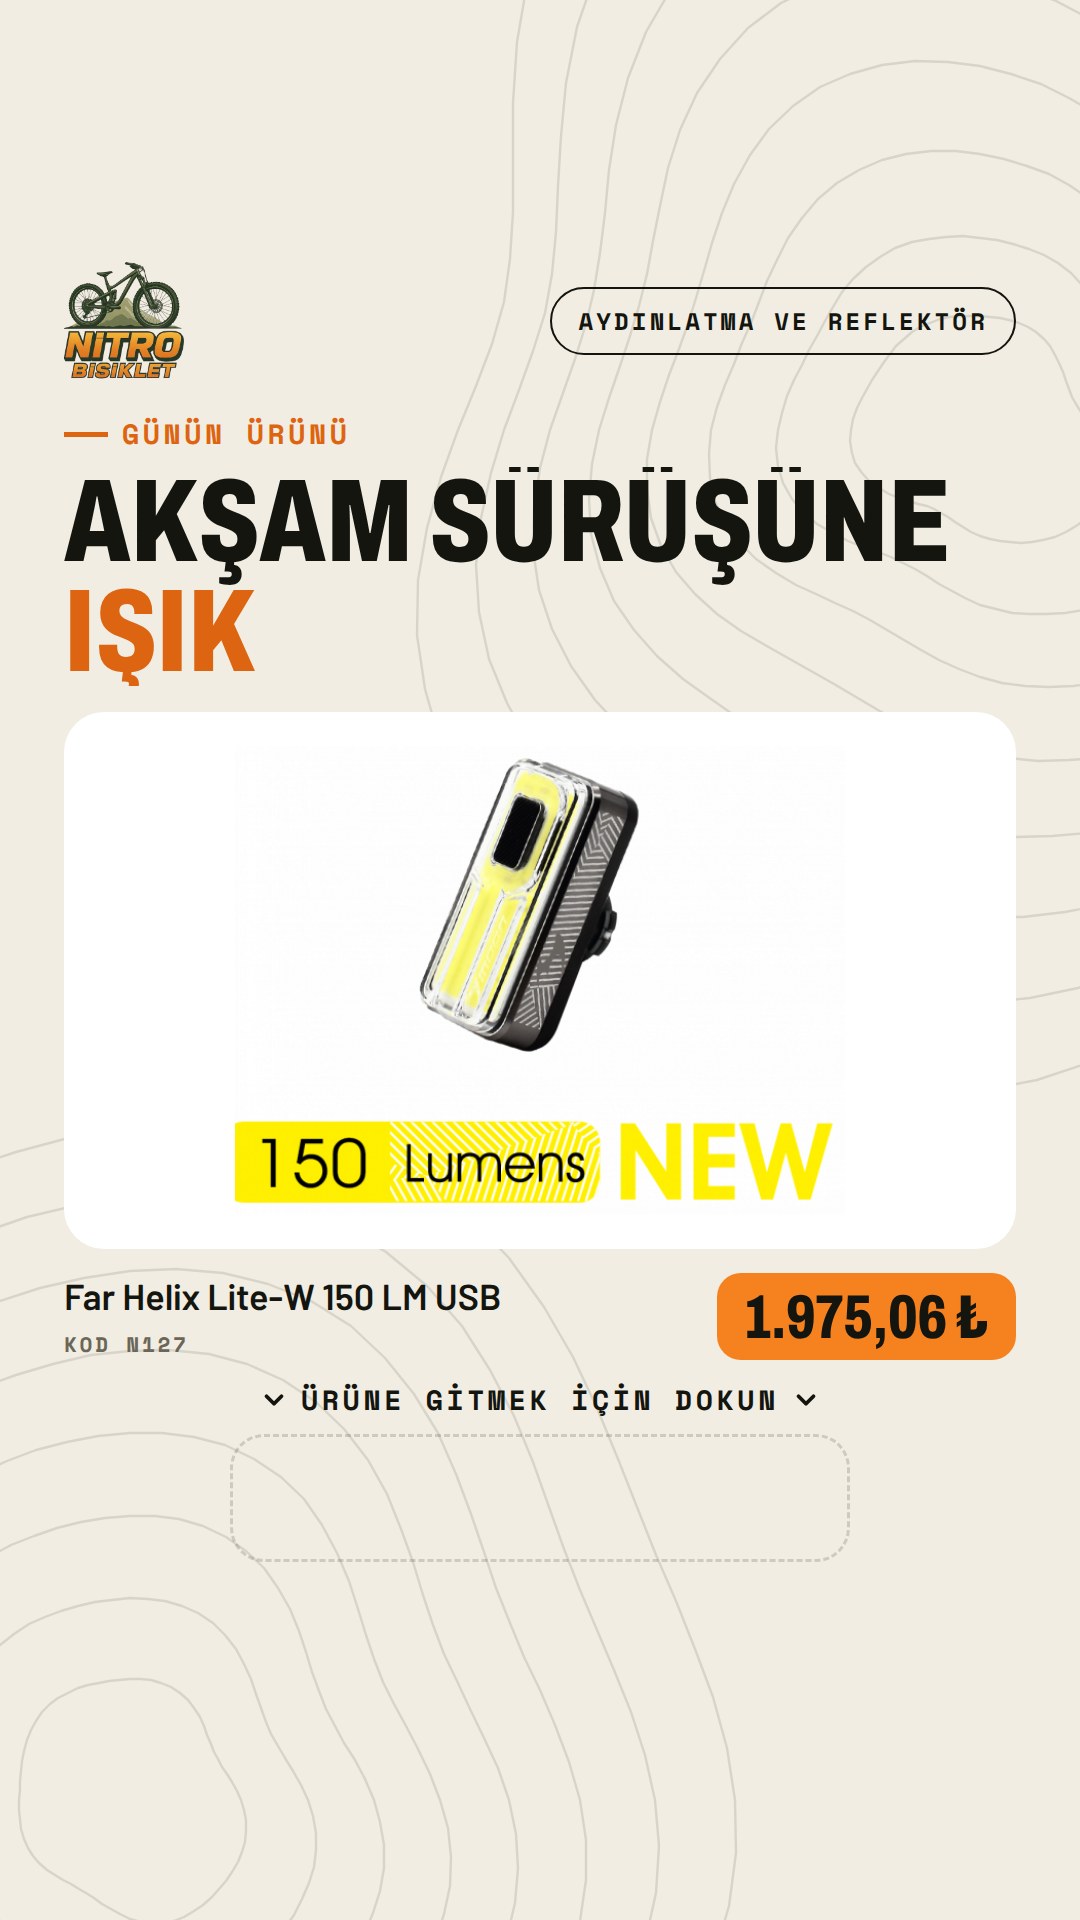 NiTRO
BISIKLET
AYDINLATMA VE REFLEKTÖR
GÜNÜN ÜRÜNÜ
AKŞAM SÜRÜŞÜNE
IŞIK
150 Lumens NEW
Far Helix Lite-W 150 LM USB
KOD N127
1.975,06 ₺
ÜRÜNE GİTMEK İÇİN DOKUN